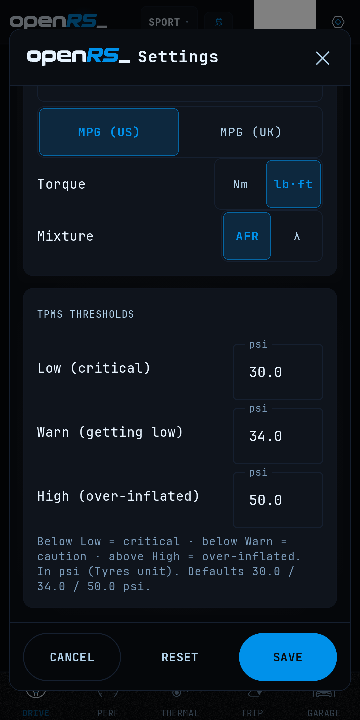 openRS_
SPORT
openRS_ Settings
MPG (US) MPG (UK)
Torque Nm lb·ft
Mixture AFR λ
TPMS THRESHOLDS
psi
Low (critical) 30.0
psi
Warn (getting low) 34.0
psi
High (over-inflated) 50.0
Below Low = critical · below Warn =
caution · above High = over-inflated.
In psi (Tyres unit). Defaults 30.0 /
34.0 / 50.0 psi.
CANCEL RESET SAVE
DRIVE THERMAL TRIP GARAGE